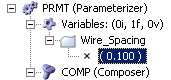 PRMT (Parameterizer)
Variables: (0i, 1f, 0v)
Wire_Spacing
× (0.100)
COMP (Composer)